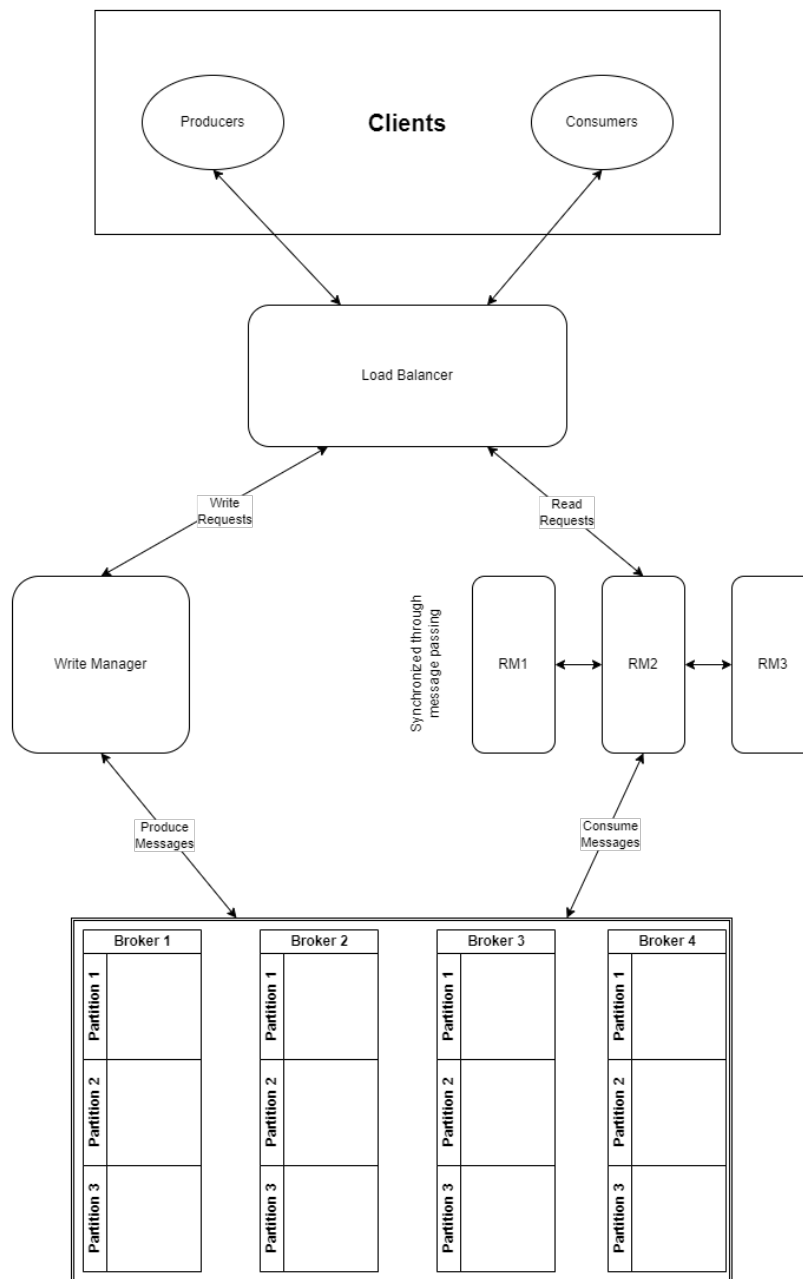 Producers
Clients
Consumers
Load Balancer
Write
Requests
Read
Requests
Write Manager
Synchronized through
message passing
RM1
RM2
RM3
Produce
Messages
Consume
Messages
Broker 1
Broker 2
Broker 3
Broker 4
Partition 1
Partition 1
Partition 1
Partition 1
Partition 2
Partition 2
Partition 2
Partition 2
Partition 3
Partition 3
Partition 3
Partition 3